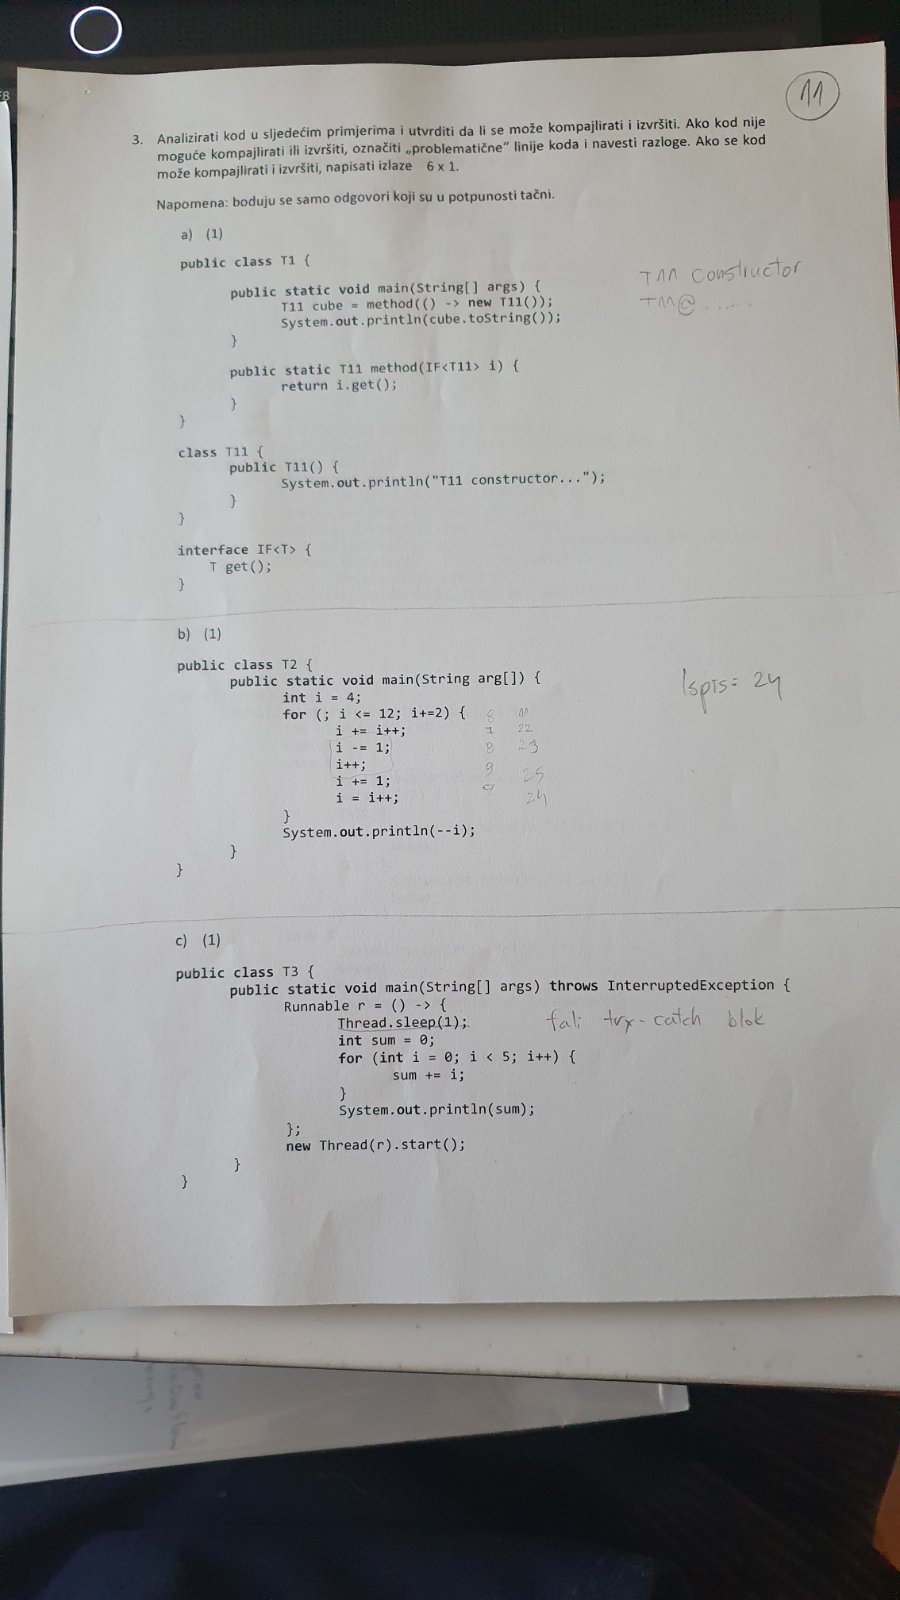 11
3. Analizirati kod u sljedećim primjerima i utvrditi da li se može kompajlirati i izvršiti. Ako kod nije
moguće kompajlirati ili izvršiti, označiti „problematične“ linije koda i navesti razloge. Ako se kod
može kompajlirati i izvršiti, napisati izlaze 6 x 1.
Napomena: boduju se samo odgovori koji su u potpunosti tačni.
a) (1)
public class T1 {
public static void main(String[] args) {
T11 cube = method(() -> new T11());
System.out.println(cube.toString());
}
public static T11 method(IF<T11> i) {
return i.get();
}
}
T11 Constructor
T11@......
class T11 {
public T11() {
System.out.println("T11 constructor...");
}
}
interface IF<T> {
T get();
}
b) (1)
public class T2 {
public static void main(String arg[]) {
int i = 4;
for (; i <= 12; i+=2) {
i += i++;
i -= 1;
i++;
i += 1;
i = i++;
}
System.out.println(--i);
}
}
22
23
9 25
9 24
Ispis= 24
c) (1)
public class T3 {
public static void main(String[] args) throws InterruptedException {
Runnable r = () -> {
Thread.sleep(1); fali try-catch blok
int sum = 0;
for (int i = 0; i < 5; i++) {
sum += i;
}
System.out.println(sum);
};
new Thread(r).start();
}
}